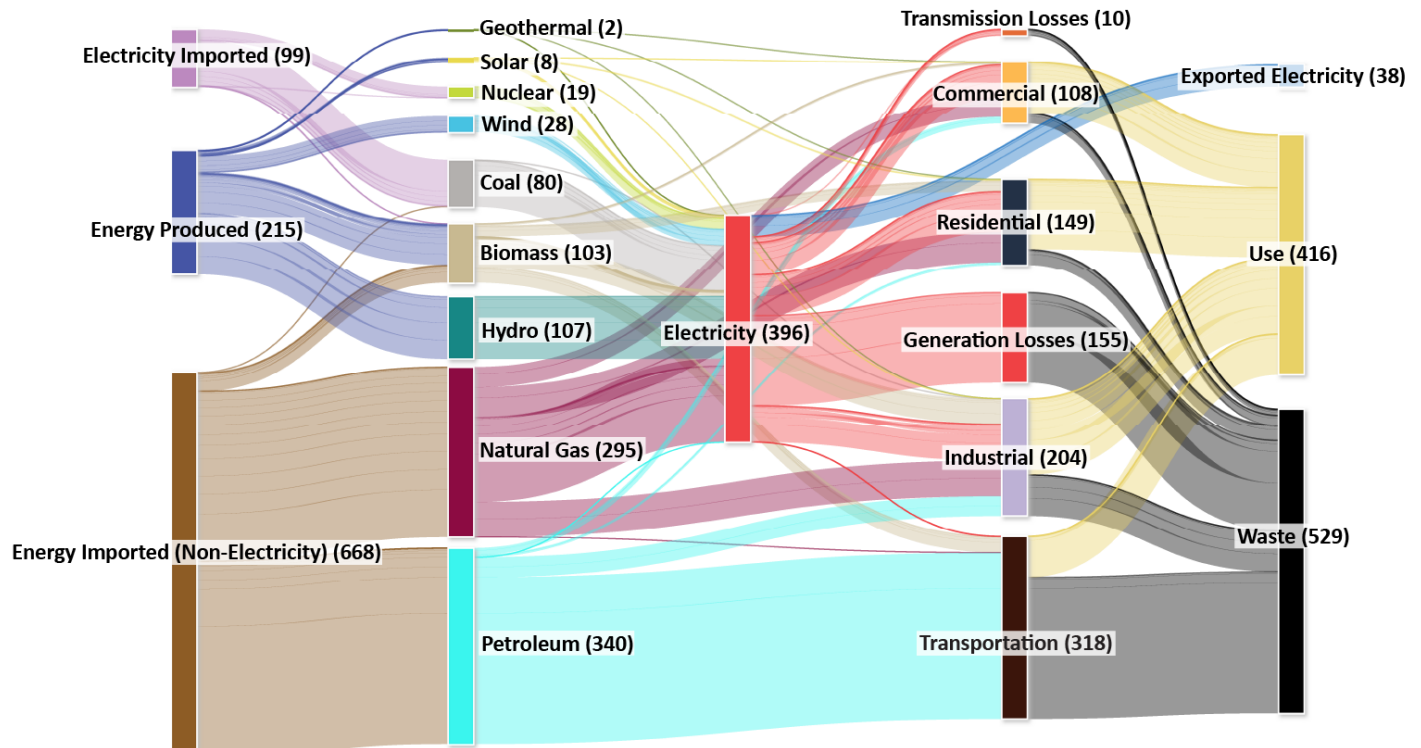 Electricity Imported (99)
Energy Produced (215)
Energy Imported (Non-Electricity) (668)
Geothermal (2)
Solar (8)
Nuclear (19)
Wind (28)
Coal (80)
Biomass (103)
Hydro (107)
Natural Gas (295)
Petroleum (340)
Electricity (396)
Transmission Losses (10)
Commercial (108)
Residential (149)
Generation Losses (155)
Industrial (204)
Transportation (318)
Exported Electricity (38)
Use (416)
Waste (529)